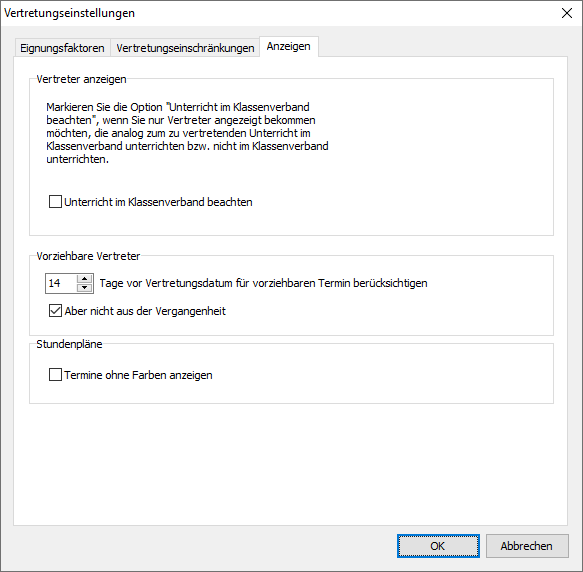 Vertretungseinstellungen
Eignungsfaktoren Vertretungseinschränkungen Anzeigen
Vertreter anzeigen
Markieren Sie die Option "Unterricht im Klassenverband
beachten", wenn Sie nur Vertreter angezeigt bekommen
möchten, die analog zum zu vertretenden Unterricht im
Klassenverband unterrichten bzw. nicht im Klassenverband
unterrichten.
Unterricht im Klassenverband beachten
Vorziehbare Vertreter
14 Tage vor Vertretungsdatum für vorziehbaren Termin berücksichtigen
Aber nicht aus der Vergangenheit
Stundenpläne
Termine ohne Farben anzeigen
OK Abbrechen